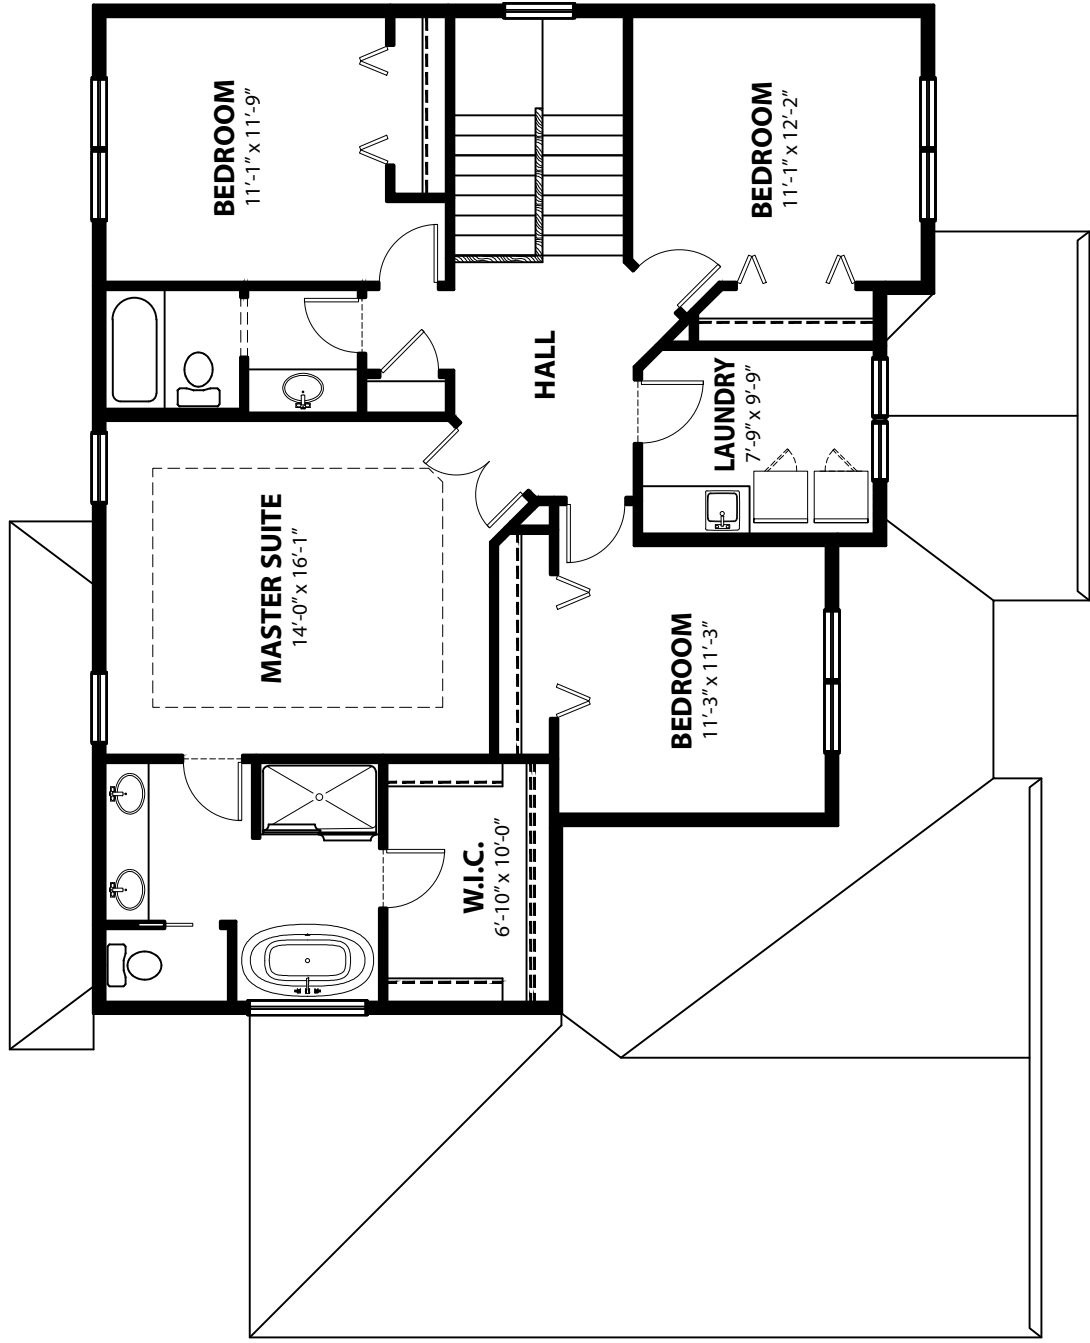 BEDROOM
11'-1" x 11'-9"
BEDROOM
11'-1" x 12'-2"
HALL
LAUNDRY
7'-9" x 9'-9"
MASTER SUITE
14'-0" x 16'-1"
BEDROOM
11'-3" x 11'-3"
W.I.C.
6'-10" x 10'-0"